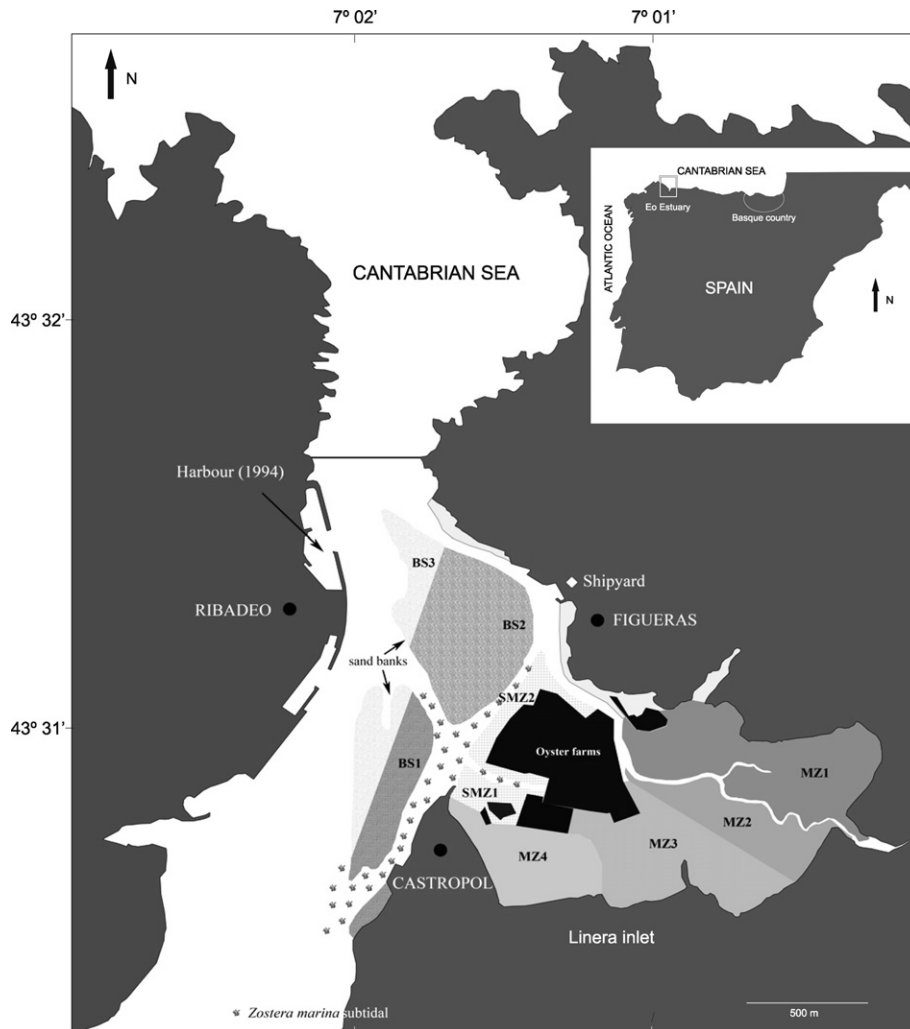 7º 02'
7º 01'
N
CANTABRIAN SEA
Eo Estuary
Basque country
ATLANTIC OCEAN
SPAIN
N
CANTABRIAN SEA
43º 32'
Harbour (1994)
BS3
Shipyard
RIBADEO
FIGUERAS
BS2
sand banks
SMZ2
43º 31'
Oyster farms
BS1
MZ1
SMZ1
MZ2
MZ3
MZ4
CASTROPOL
Linera inlet
Zostera marina subtidal
500 m